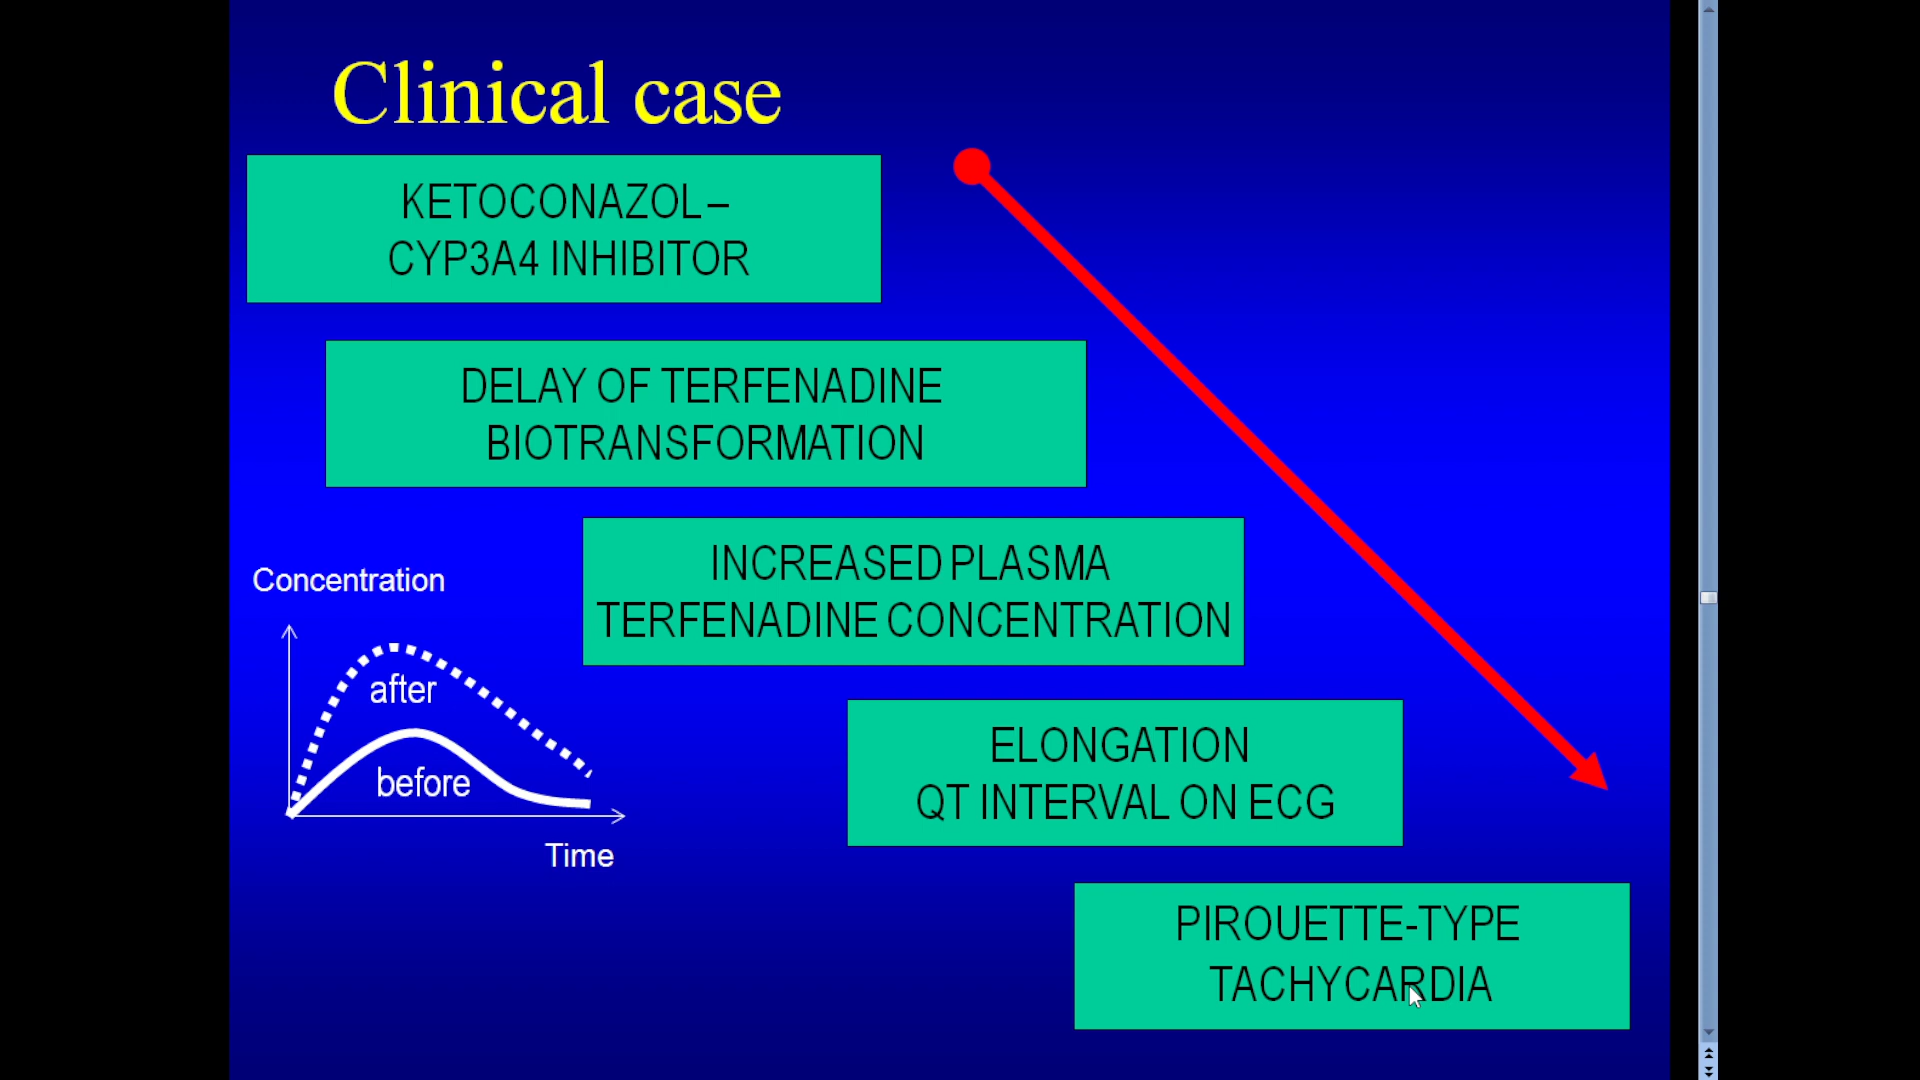 Clinical case
KETOCONAZOL –
CYP3A4 INHIBITOR
DELAY OF TERFENADINE
BIOTRANSFORMATION
INCREASED PLASMA
TERFENADINE CONCENTRATION
Concentration
after
before
Time
ELONGATION
QT INTERVAL ON ECG
PIROUETTE-TYPE
TACHYCARDIA